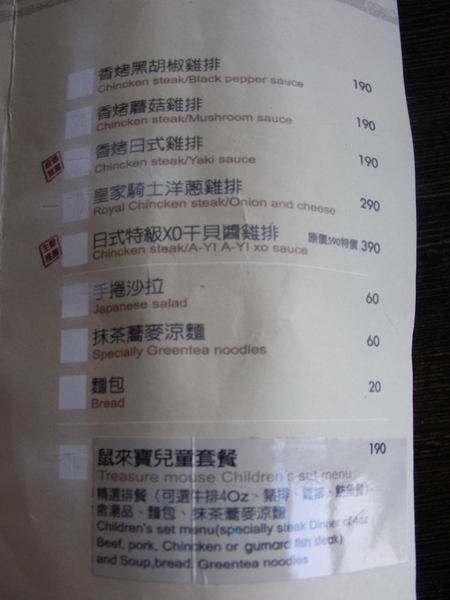 香烤黑胡椒雞排
Chincken steak/Black pepper sauce 190
香烤蘑菇雞排
Chincken steak/Mushroom sauce 190
香烤日式雞排
Chincken steak/Yaki sauce 190
皇家騎士洋蔥雞排
Royal Chincken steak/Onion and cheese 290
日式特級XO干貝醬雞排 原價590特價 390
Chincken steak/A-YI A-YI xo sauce
手捲沙拉 60
Japanese salad
抹茶蕎麥涼麵 60
Specially Greentea noodles
麵包 20
Bread
鼠來寶兒童套餐 190
Treasure mouse Children's set menu
精選排餐(可選牛排4Oz、豬排、雞排、魴魚餐)
含湯品、麵包、抹茶蕎麥涼麵
Children's set manu(specially steak Dinner of 4oz
Beef, pork, Chincken or gurnard fish steak)
and Soup,bread, Greentea noodles